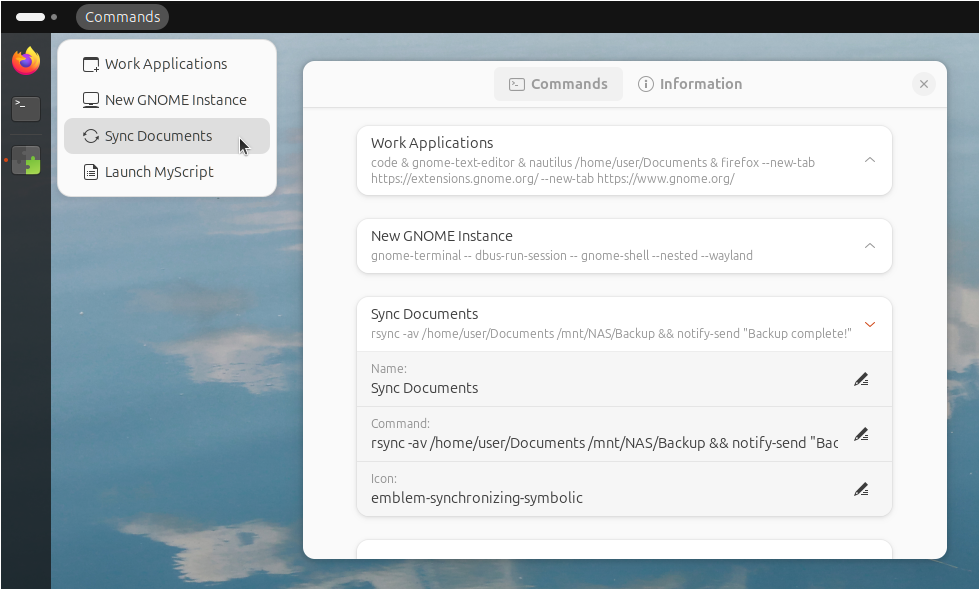 Commands
Work Applications
New GNOME Instance
Sync Documents
Launch MyScript
Commands
Information
Work Applications
code & gnome-text-editor & nautilus /home/user/Documents & firefox --new-tab
https://extensions.gnome.org/ --new-tab https://www.gnome.org/
New GNOME Instance
gnome-terminal -- dbus-run-session -- gnome-shell --nested --wayland
Sync Documents
rsync -av /home/user/Documents /mnt/NAS/Backup && notify-send "Backup complete!"
Name:
Sync Documents
Command:
rsync -av /home/user/Documents /mnt/NAS/Backup && notify-send "Bac
Icon:
emblem-synchronizing-symbolic